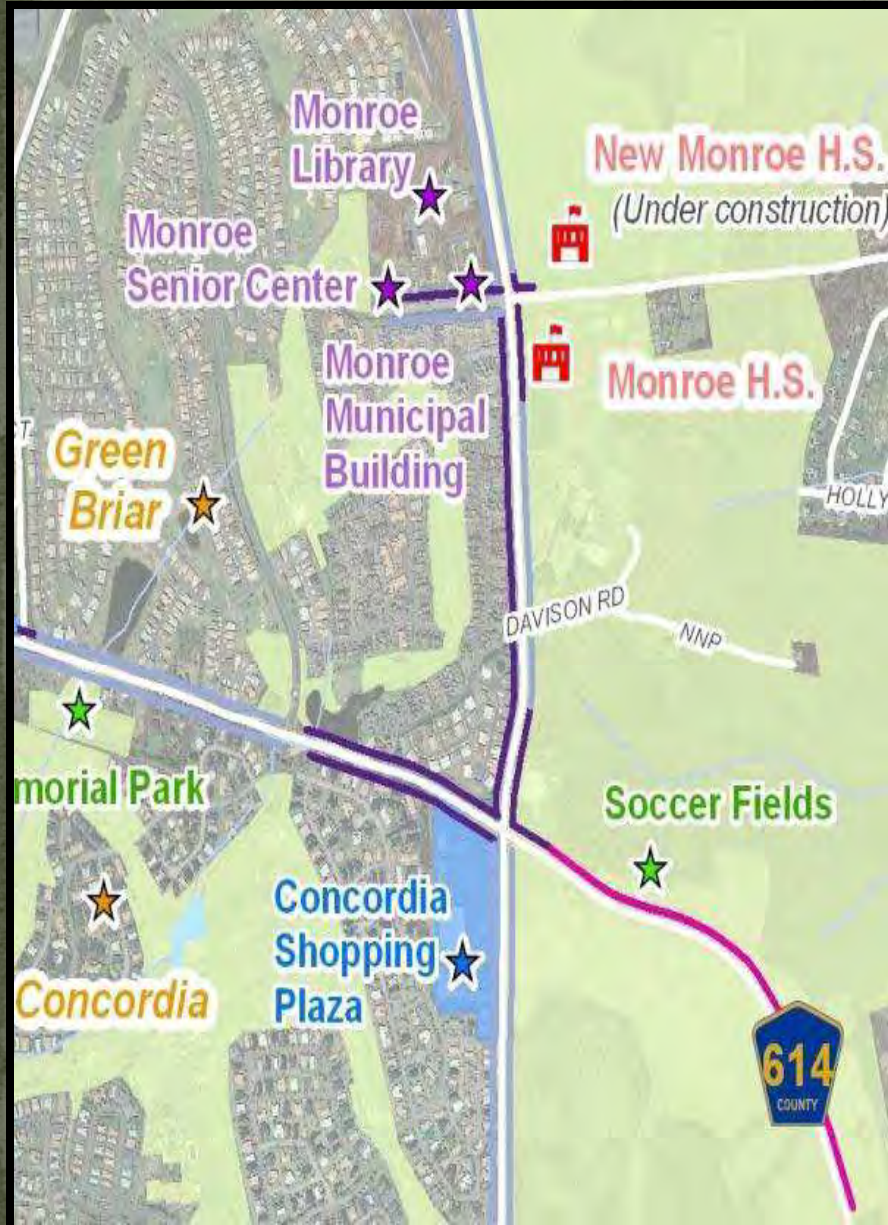 Monroe
Library
New Monroe H.S.
(Under construction)
Monroe
Senior Center
Monroe
Municipal
Building
Monroe H.S.
Green
Briar
HOLLY
DAVISON RD
NNP
morial Park
Soccer Fields
Concordia
Shopping
Plaza
Concordia
614
COUNTY